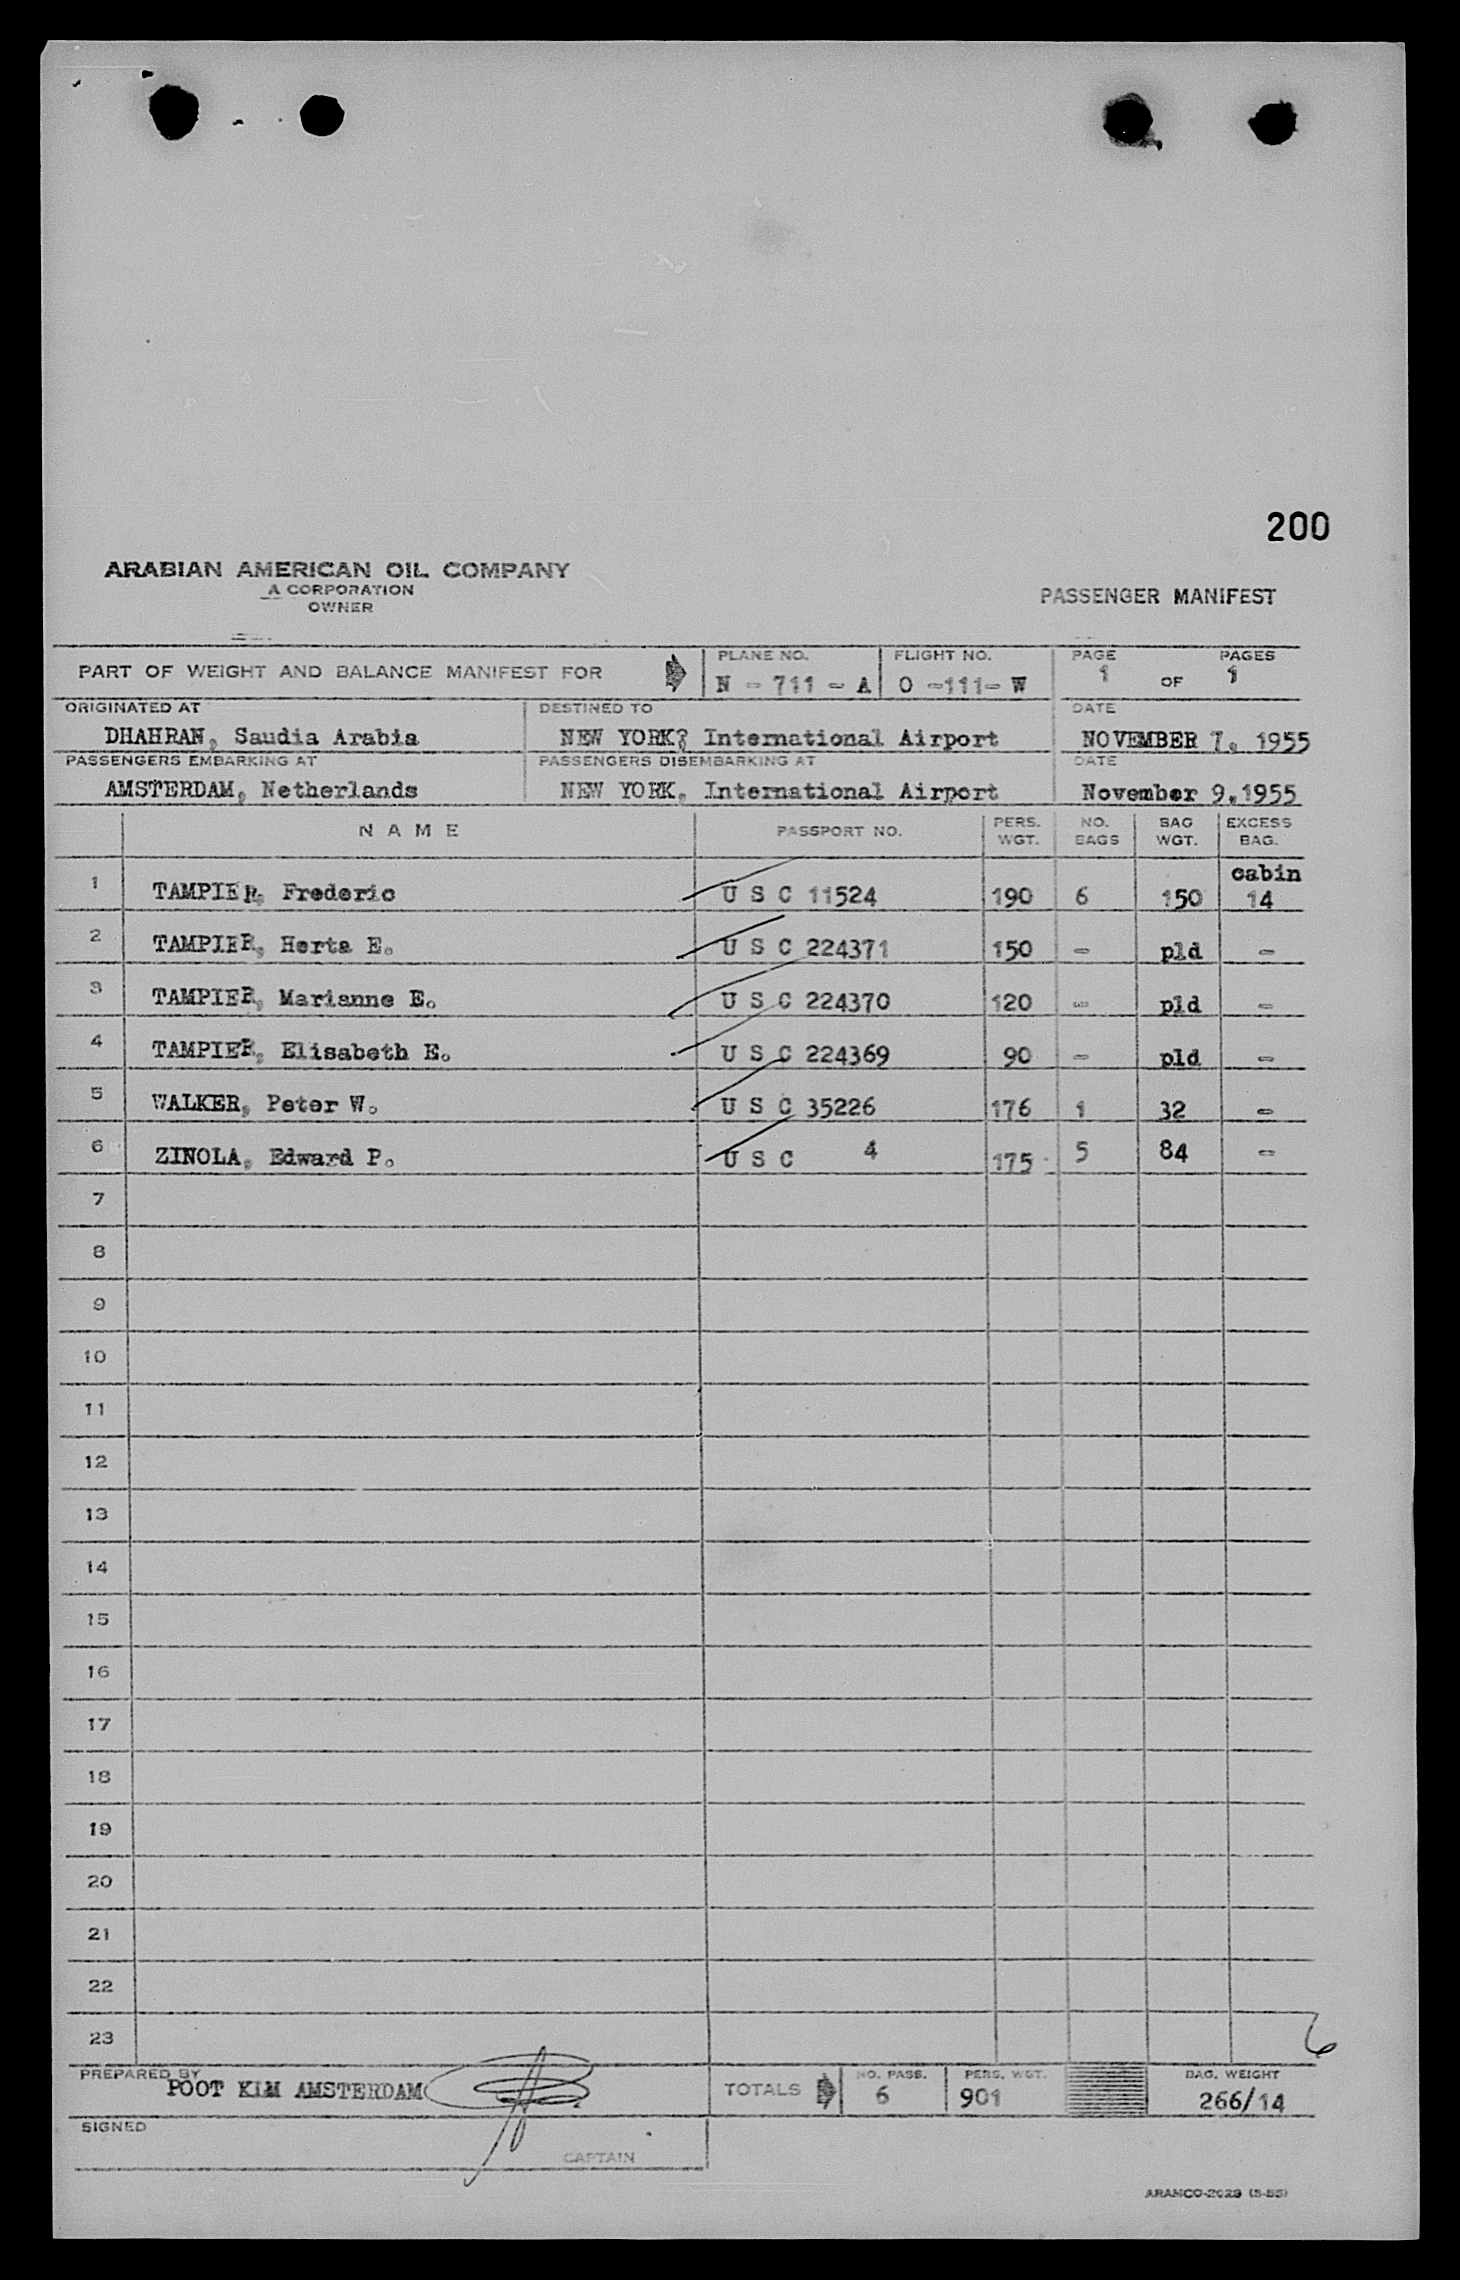 200
ARABIAN AMERICAN OIL COMPANY
A CORPORATION
OWNER
PASSENGER MANIFEST
PART OF WEIGHT AND BALANCE MANIFEST FOR PLANE NO. N - 711 - A FLIGHT NO. O -111- W PAGE 1 OF PAGES 1
ORIGINATED AT DESTINED TO DATE
DHAHRAN, Saudia Arabia NEW YORK, International Airport NOVEMBER 7. 1955
PASSENGERS EMBARKING AT PASSENGERS DISEMBARKING AT DATE
AMSTERDAM, Netherlands NEW YORK, International Airport November 9.1955
NAME PASSPORT NO. PERS. WGT. NO. BAGS BAG WGT. EXCESS BAG.
cabin
1 TAMPIER, Frederic U S C 11524 190 6 150 14
2 TAMPIER, Herta E. U S C 224371 150 - pld -
3 TAMPIER, Marianne E. U S C 224370 120 - pld -
4 TAMPIER, Elisabeth E. U S C 224369 90 - pld -
5 WALKER, Peter W. U S C 35226 176 1 32 -
6 ZINOLA, Edward P. U S C 4 175 5 84 -
7
8
9
10
11
12
13
14
15
16
17
18
19
20
21
22
23
6
PREPARED BY POOT KLM AMSTERDAM TOTALS NO. PASS. 6 PERS. WGT. 901 BAG. WEIGHT 266/14
SIGNED
CAPTAIN
ARAMCO-2029 (5-55)